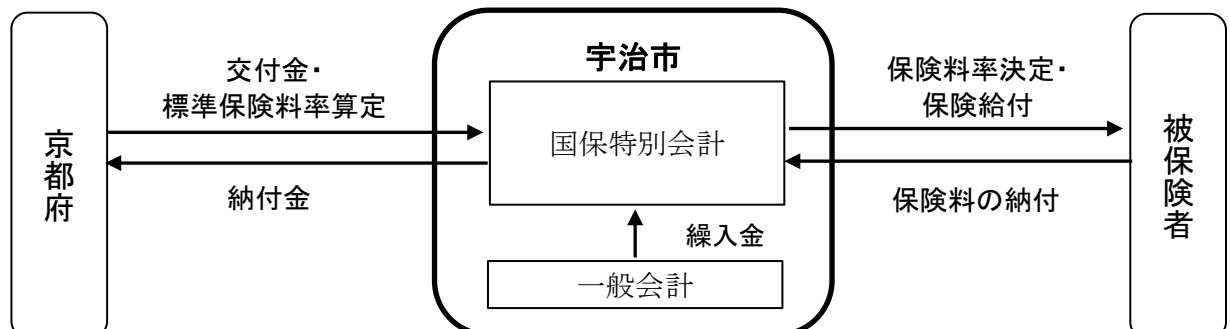 京都府
交付金・
標準保険料率算定
納付金
宇治市
国保特別会計
繰入金
一般会計
保険料率決定・
保険給付
保険料の納付
被保険者